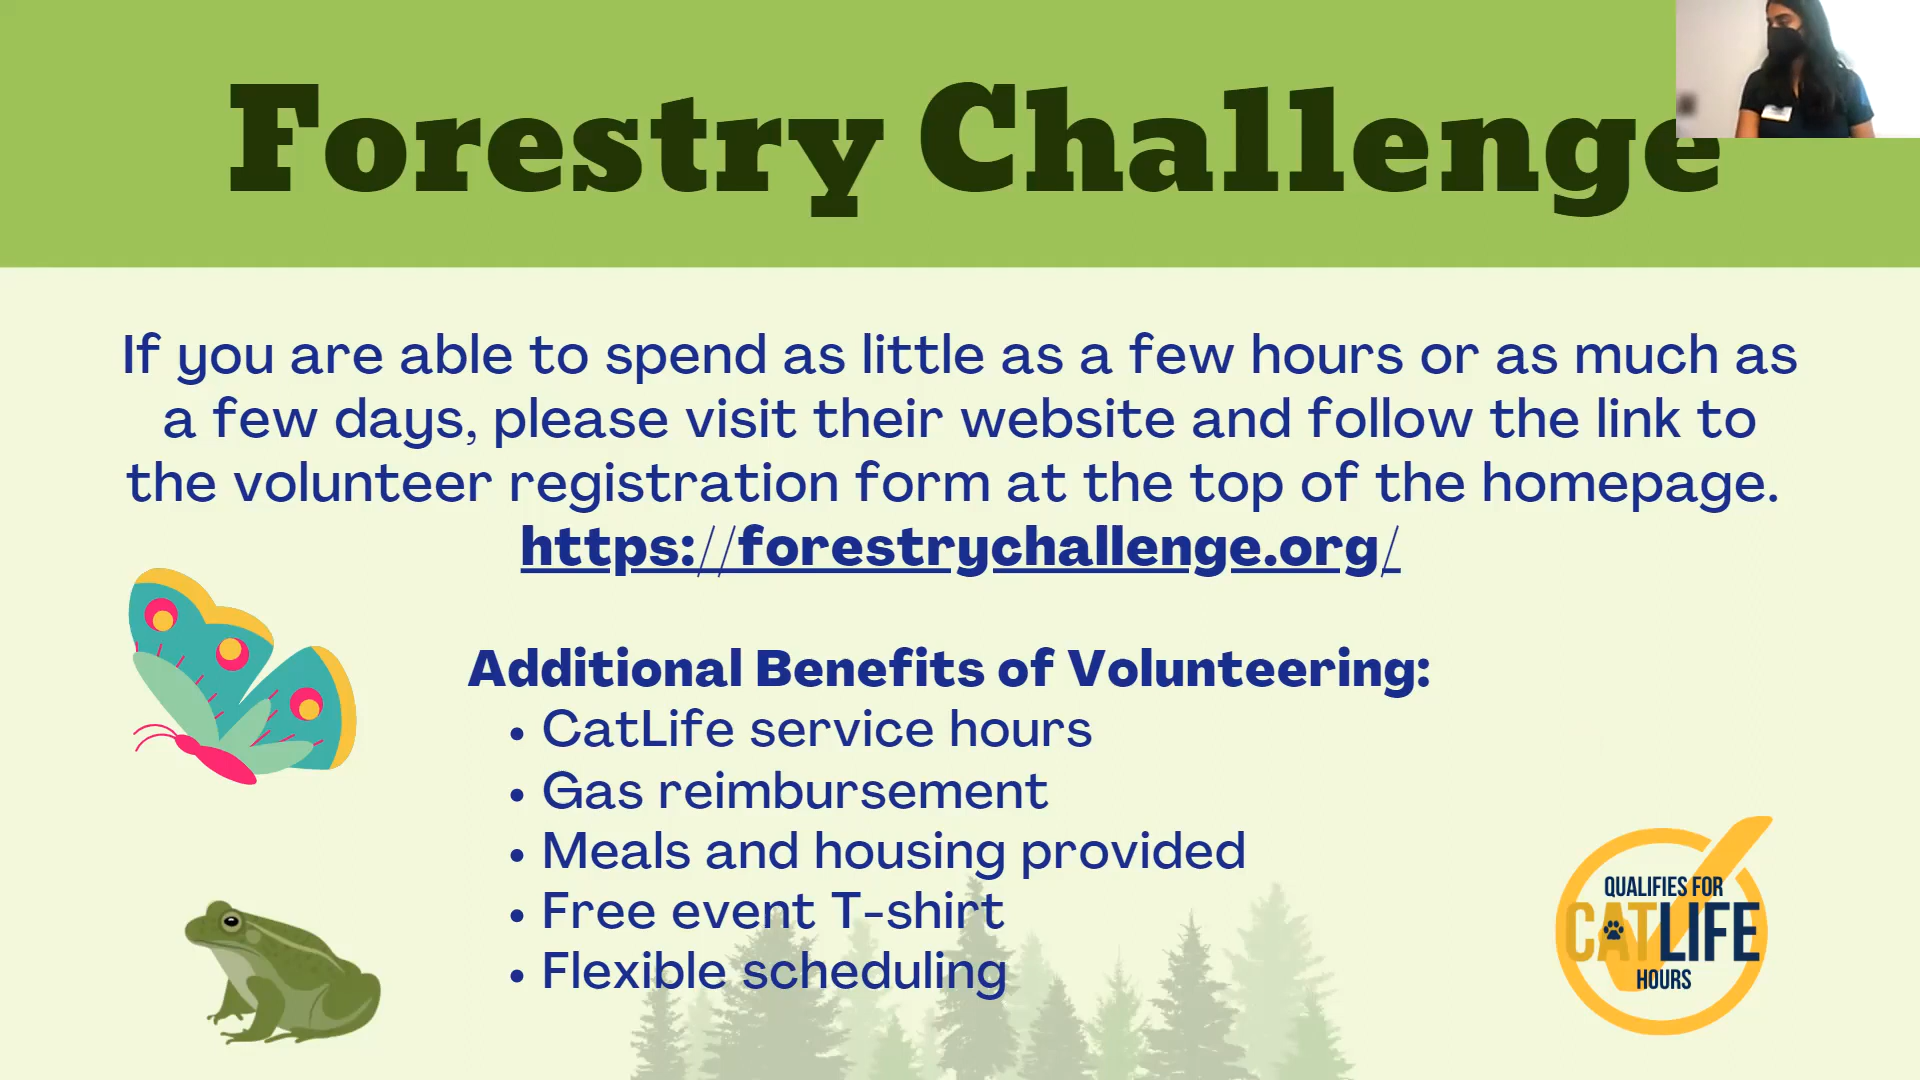 Forestry Challenge
If you are able to spend as little as a few hours or as much as
a few days, please visit their website and follow the link to
the volunteer registration form at the top of the homepage.
https://forestrychallenge.org/
Additional Benefits of Volunteering:
• CatLife service hours
• Gas reimbursement
• Meals and housing provided
• Free event T-shirt
• Flexible scheduling
QUALIFIES FOR
CATLIFE
HOURS